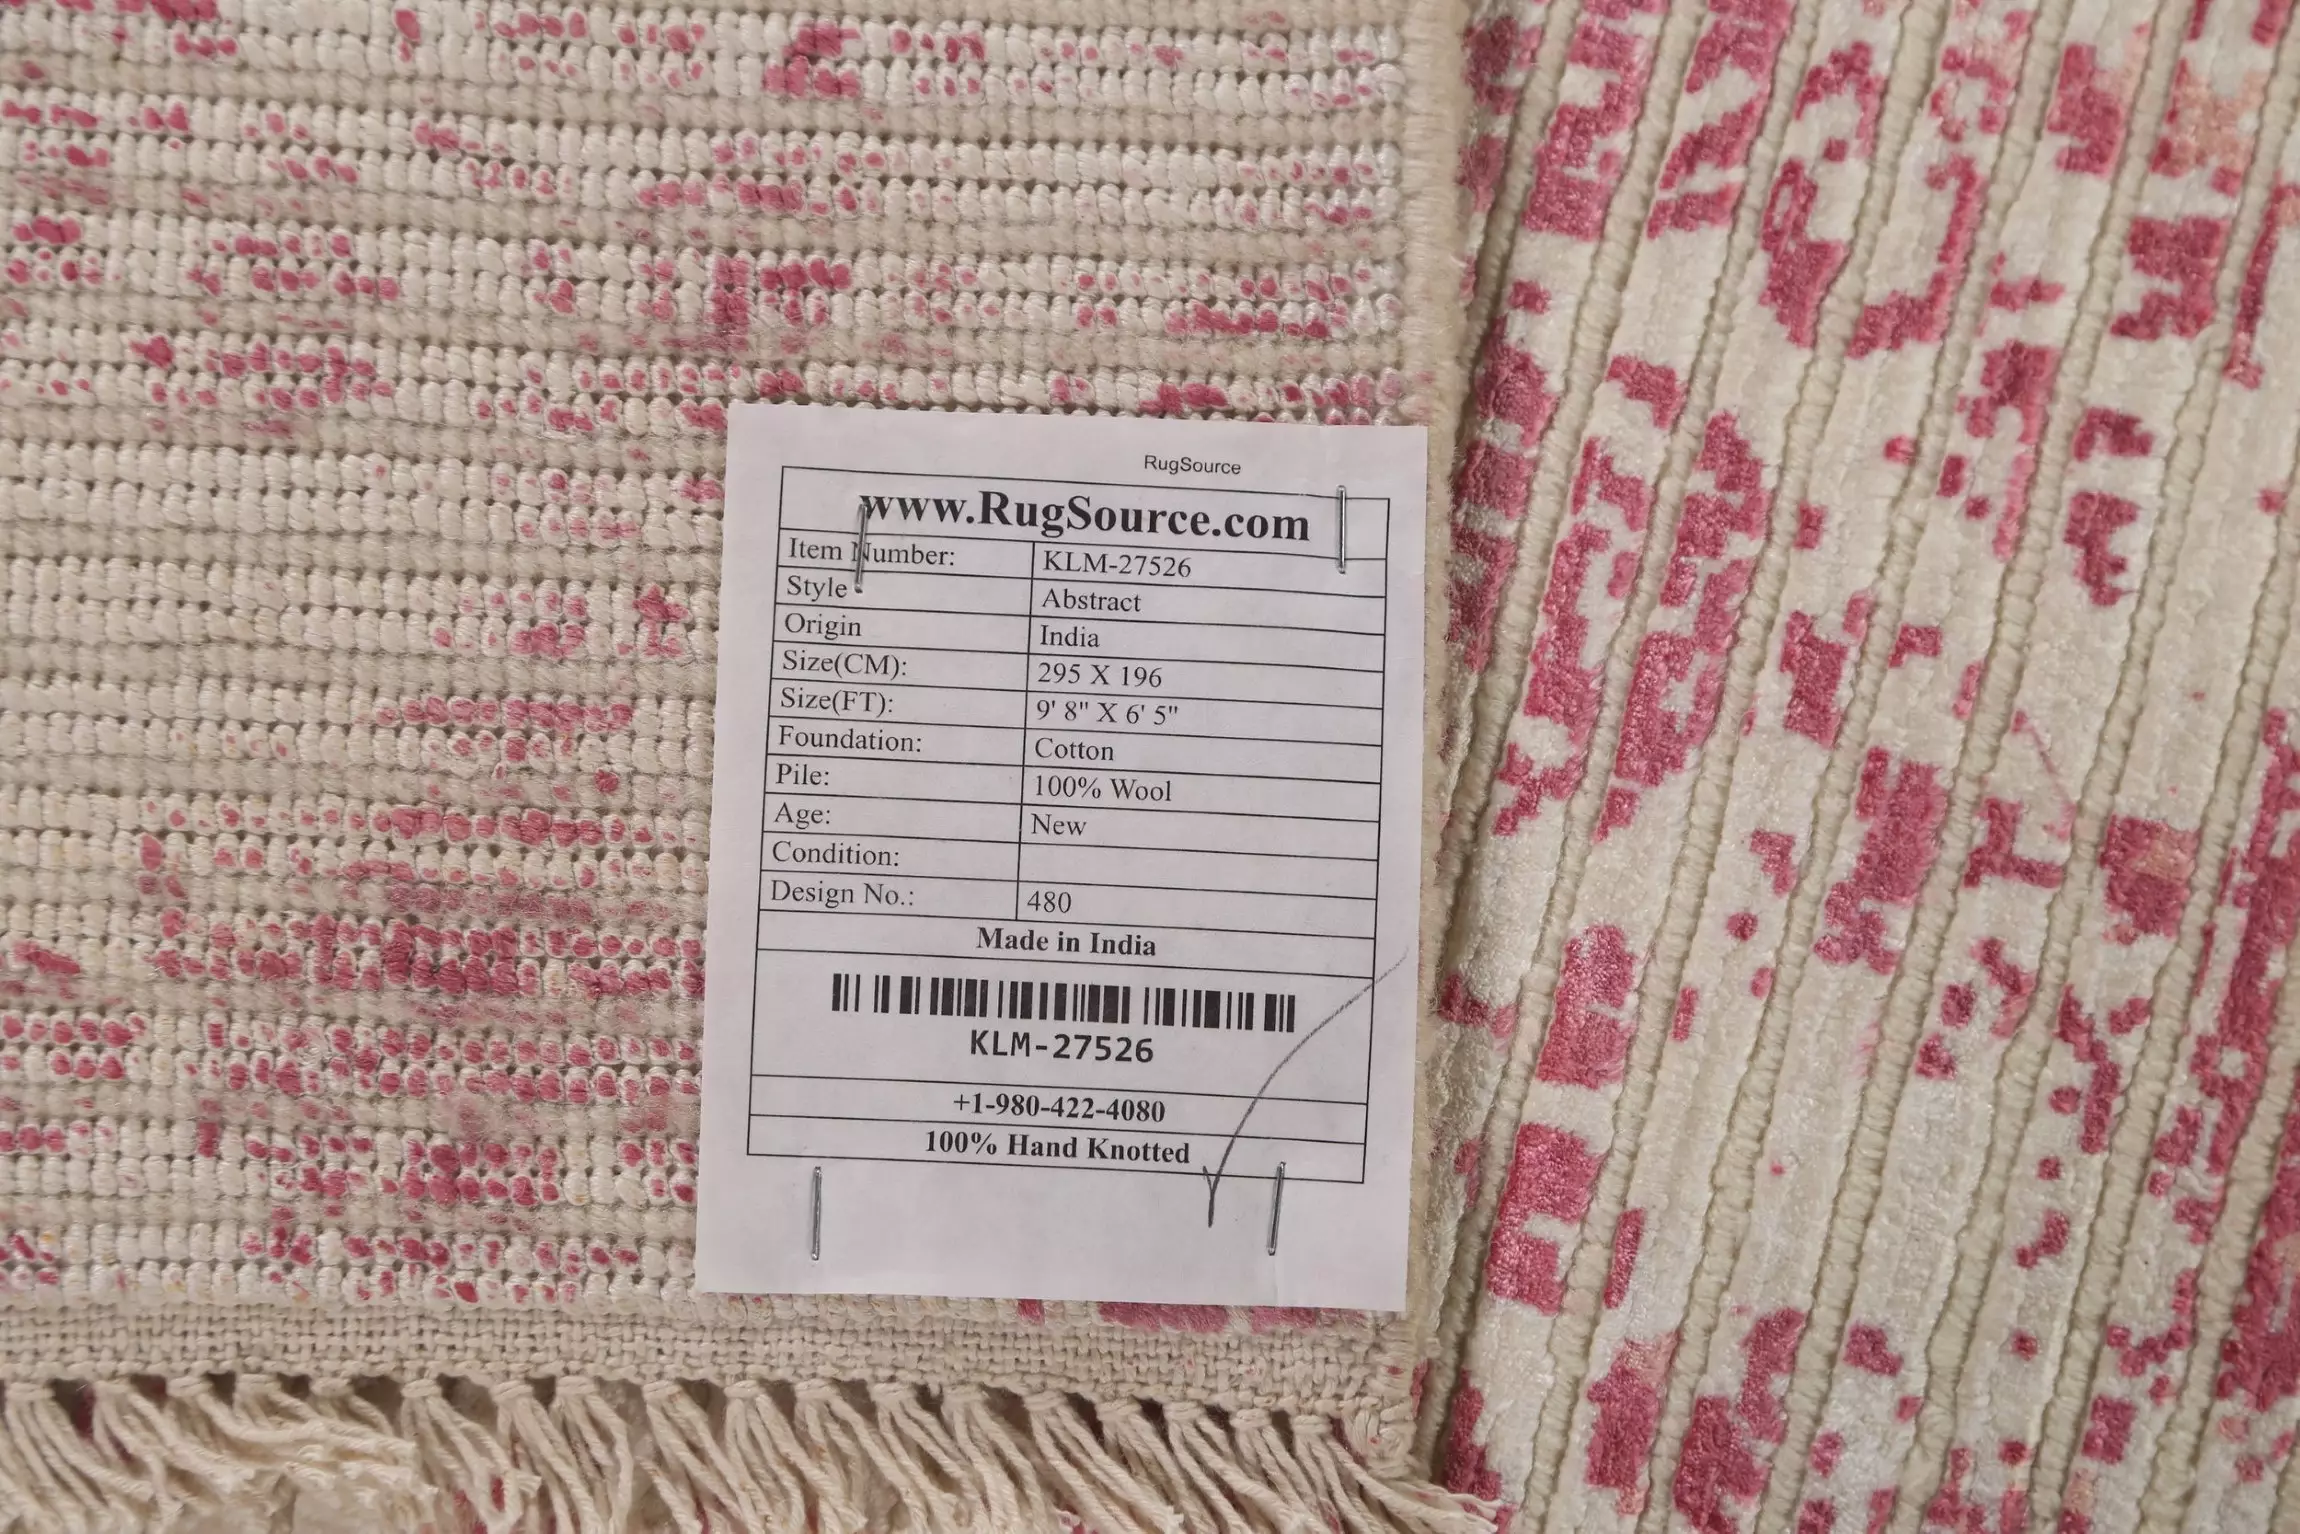 RugSource
www.RugSource.com
Item Number: KLM-27526
Style Abstract
Origin India
Size(CM): 295 X 196
Size(FT): 9' 8" X 6' 5"
Foundation: Cotton
Pile: 100% Wool
Age: New
Condition:
Design No.: 480
Made in India
KLM-27526
+1-980-422-4080
100% Hand Knotted